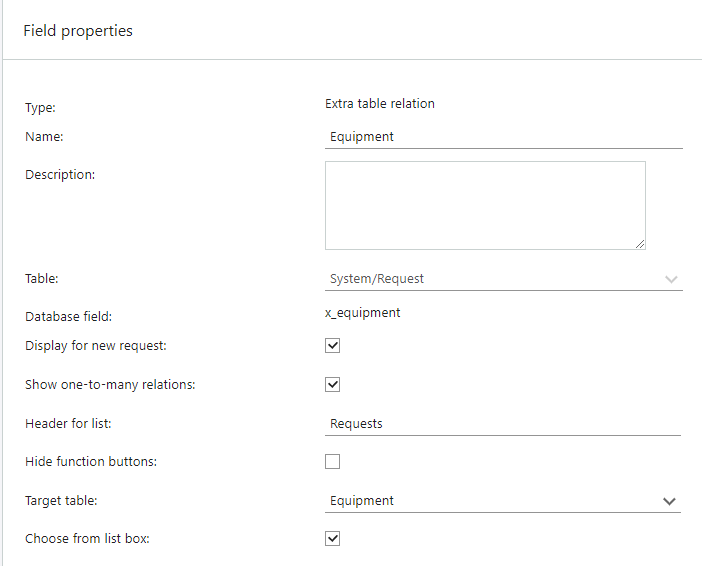 Field properties
Type: Extra table relation
Name: Equipment
Description:
Table: System/Request
Database field: x_equipment
Display for new request:
Show one-to-many relations:
Header for list: Requests
Hide function buttons:
Target table: Equipment
Choose from list box: